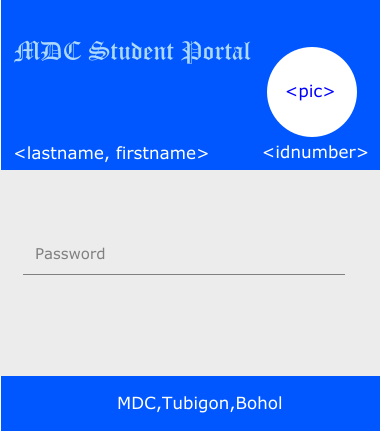 MDC Student Portal
<pic>
<lastname, firstname>
<idnumber>
Password
MDC,Tubigon,Bohol